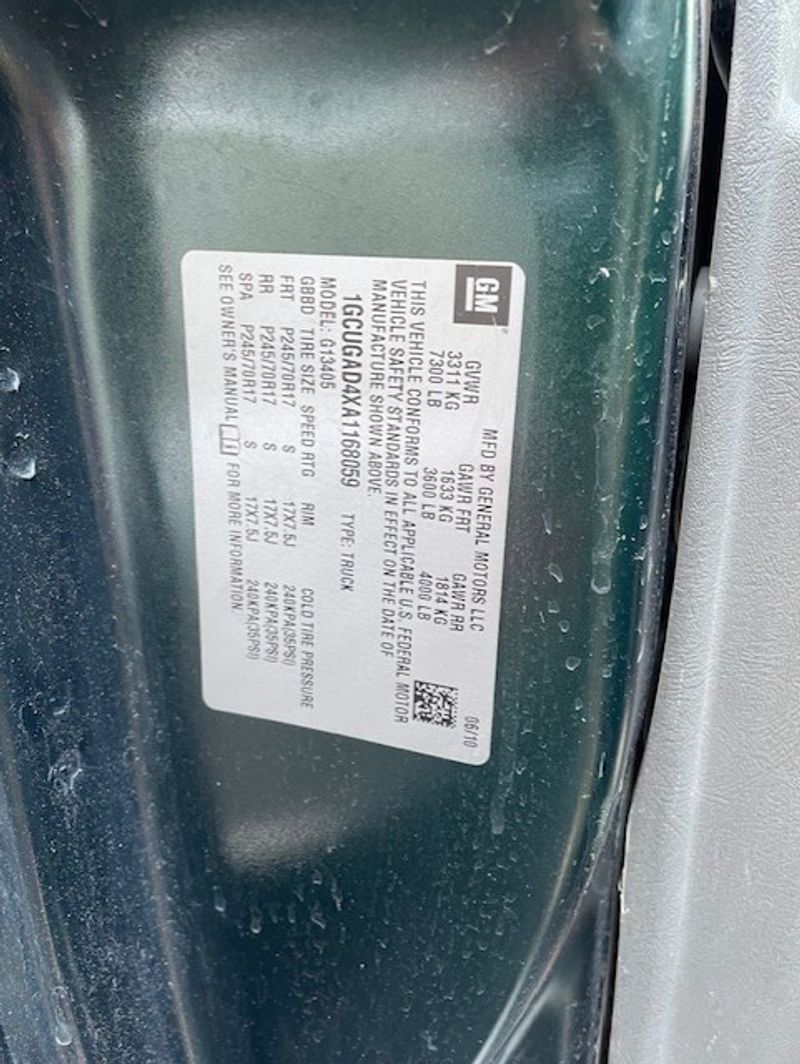 GM
MFD BY GENERAL MOTORS LLC 06/10
GVWR GAWR FRT GAWR RR
3311 KG 1633 KG 1814 KG
7300 LB 3600 LB 4000 LB
THIS VEHICLE CONFORMS TO ALL APPLICABLE U.S. FEDERAL MOTOR
VEHICLE SAFETY STANDARDS IN EFFECT ON THE DATE OF
MANUFACTURE SHOWN ABOVE.
1GCUGAD4XA1168059 TYPE: TRUCK
MODEL: G13405
GBBD TIRE SIZE SPEED RTG RIM COLD TIRE PRESSURE
FRT P245/70R17 S 17X7.5J 240KPA(35PSI)
RR P245/70R17 S 17X7.5J 240KPA(35PSI)
SPA P245/70R17 S 17X7.5J 240KPA(35PSI)
SEE OWNER'S MANUAL FOR MORE INFORMATION.